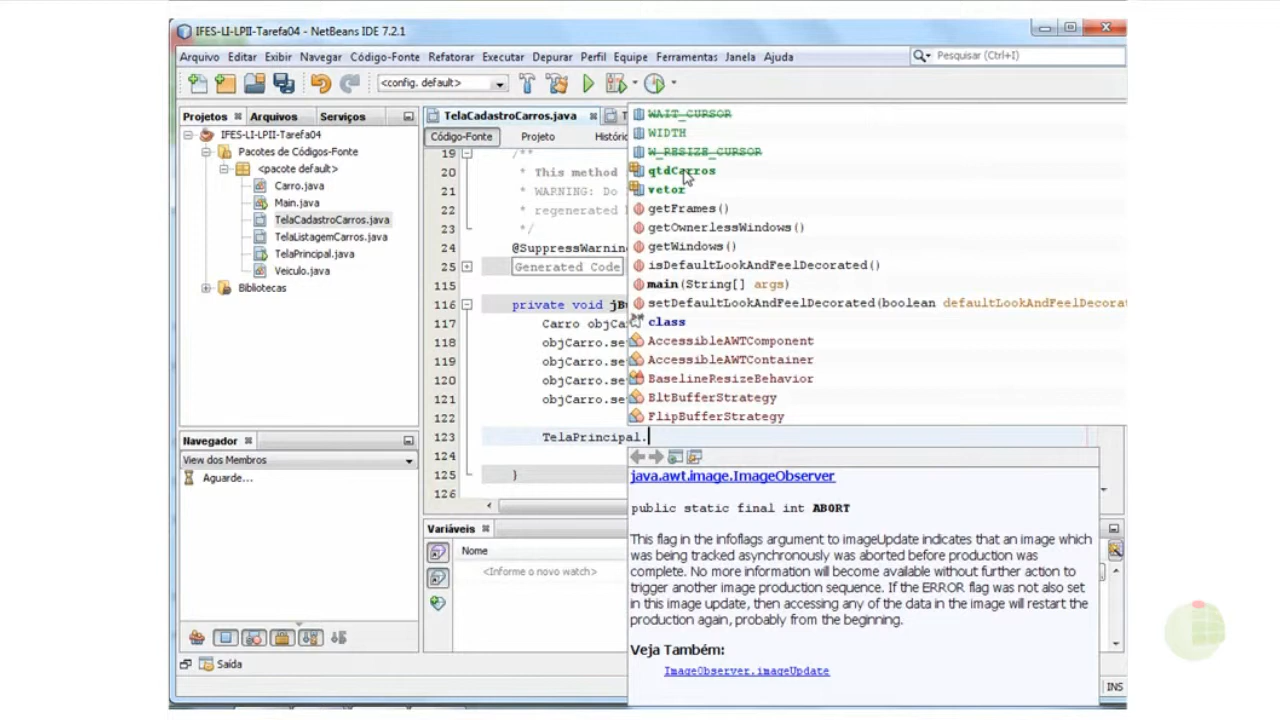 IFES-LI-LPII-Tarefa04 - NetBeans IDE 7.2.1
Arquivo Editar Exibir Navegar Código-Fonte Refatorar Executar Depurar Perfil Equipe Ferramentas Janela Ajuda
Pesquisar (Ctrl+I)
<config. default>
Projetos Arquivos Serviços
IFES-LI-LPII-Tarefa04
Pacotes de Códigos-Fonte
<pacote default>
Carro.java
Main.java
TelaCadastroCarros.java
TelaListagemCarros.java
TelaPrincipal.java
Veiculo.java
Bibliotecas
Navegador
View dos Membros
Aguarde...
Saída
TelaCadastroCarros.java
Código-Fonte Projeto
19 /**
20 * This method
21 * WARNING: Do
22 * regenerated
23 */
24 @SuppressWarnin
25 Generated Code
115
116 private void jBu
117 Carro objCa
118 objCarro.se
119 objCarro.se
120 objCarro.se
121 objCarro.se
122
123 TelaPrincipal.
124
125 }
126
WAIT_CURSOR
WIDTH
W_RESIZE_CURSOR
qtdCarros
vetor
getFrames()
getOwnerlessWindows()
getWindows()
isDefaultLookAndFeelDecorated()
main(String[] args)
setDefaultLookAndFeelDecorated(boolean defaultLookAndFeelDecorat
class
AccessibleAWTComponent
AccessibleAWTContainer
BaselineResizeBehavior
BltBufferStrategy
FlipBufferStrategy
java.awt.image.ImageObserver
public static final int ABORT
This flag in the infoflags argument to imageUpdate indicates that an image which
was being tracked asynchronously was aborted before production was
complete. No more information will become available without further action to
trigger another image production sequence. If the ERROR flag was not also set
in this image update, then accessing any of the data in the image will restart the
production again, probably from the beginning.
Veja Também:
ImageObserver.imageUpdate
Variáveis
Nome
<Informe o novo watch>
INS